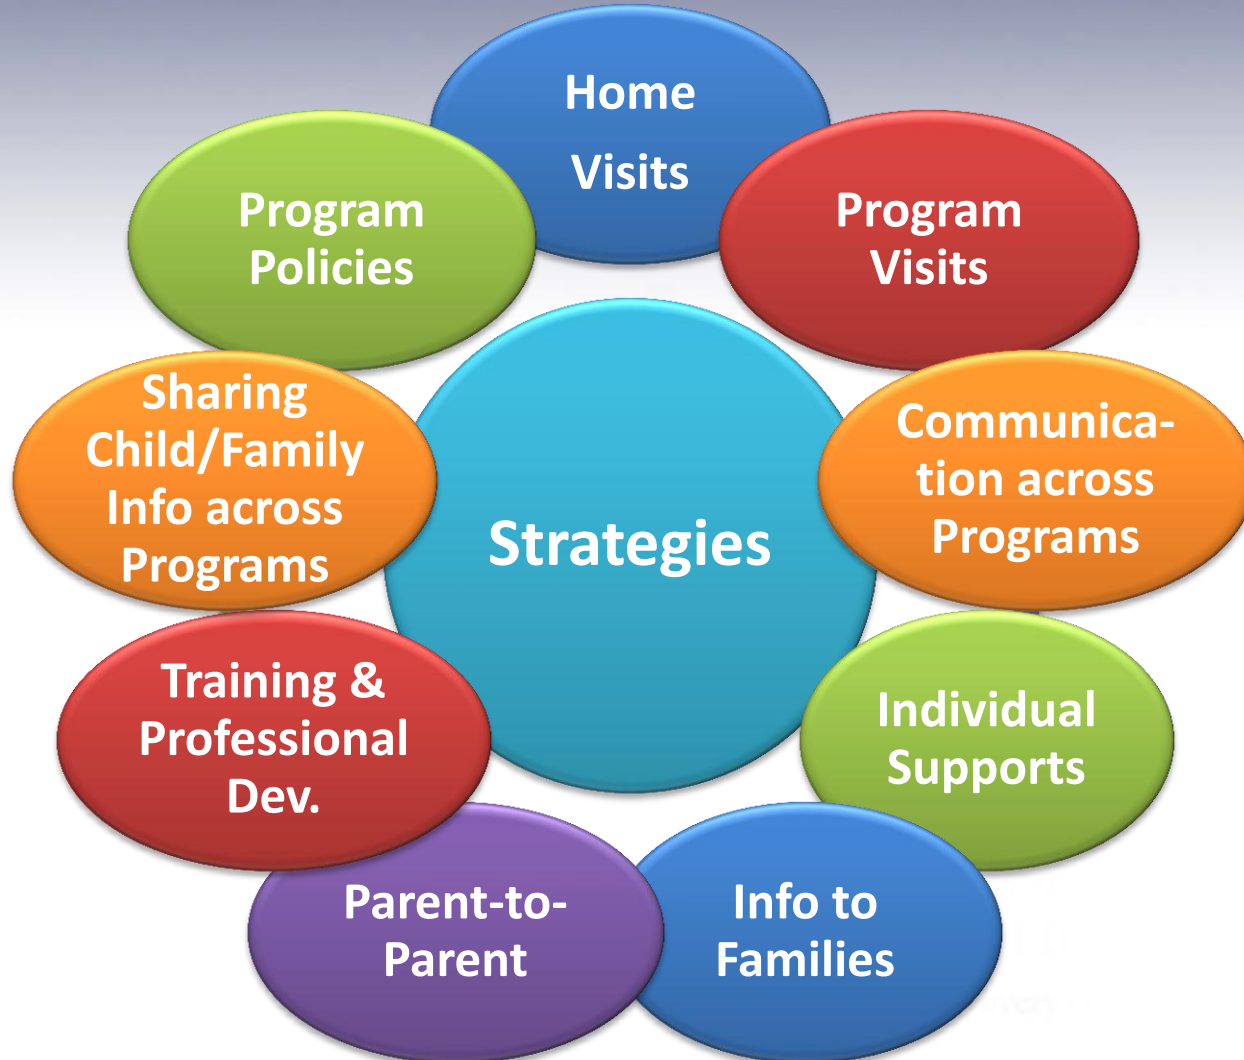 Home
Visits
Program
Visits
Communica-
tion across
Programs
Individual
Supports
Info to
Families
Parent-to-
Parent
Training &
Professional
Dev.
Sharing
Child/Family
Info across
Programs
Program
Policies
Strategies